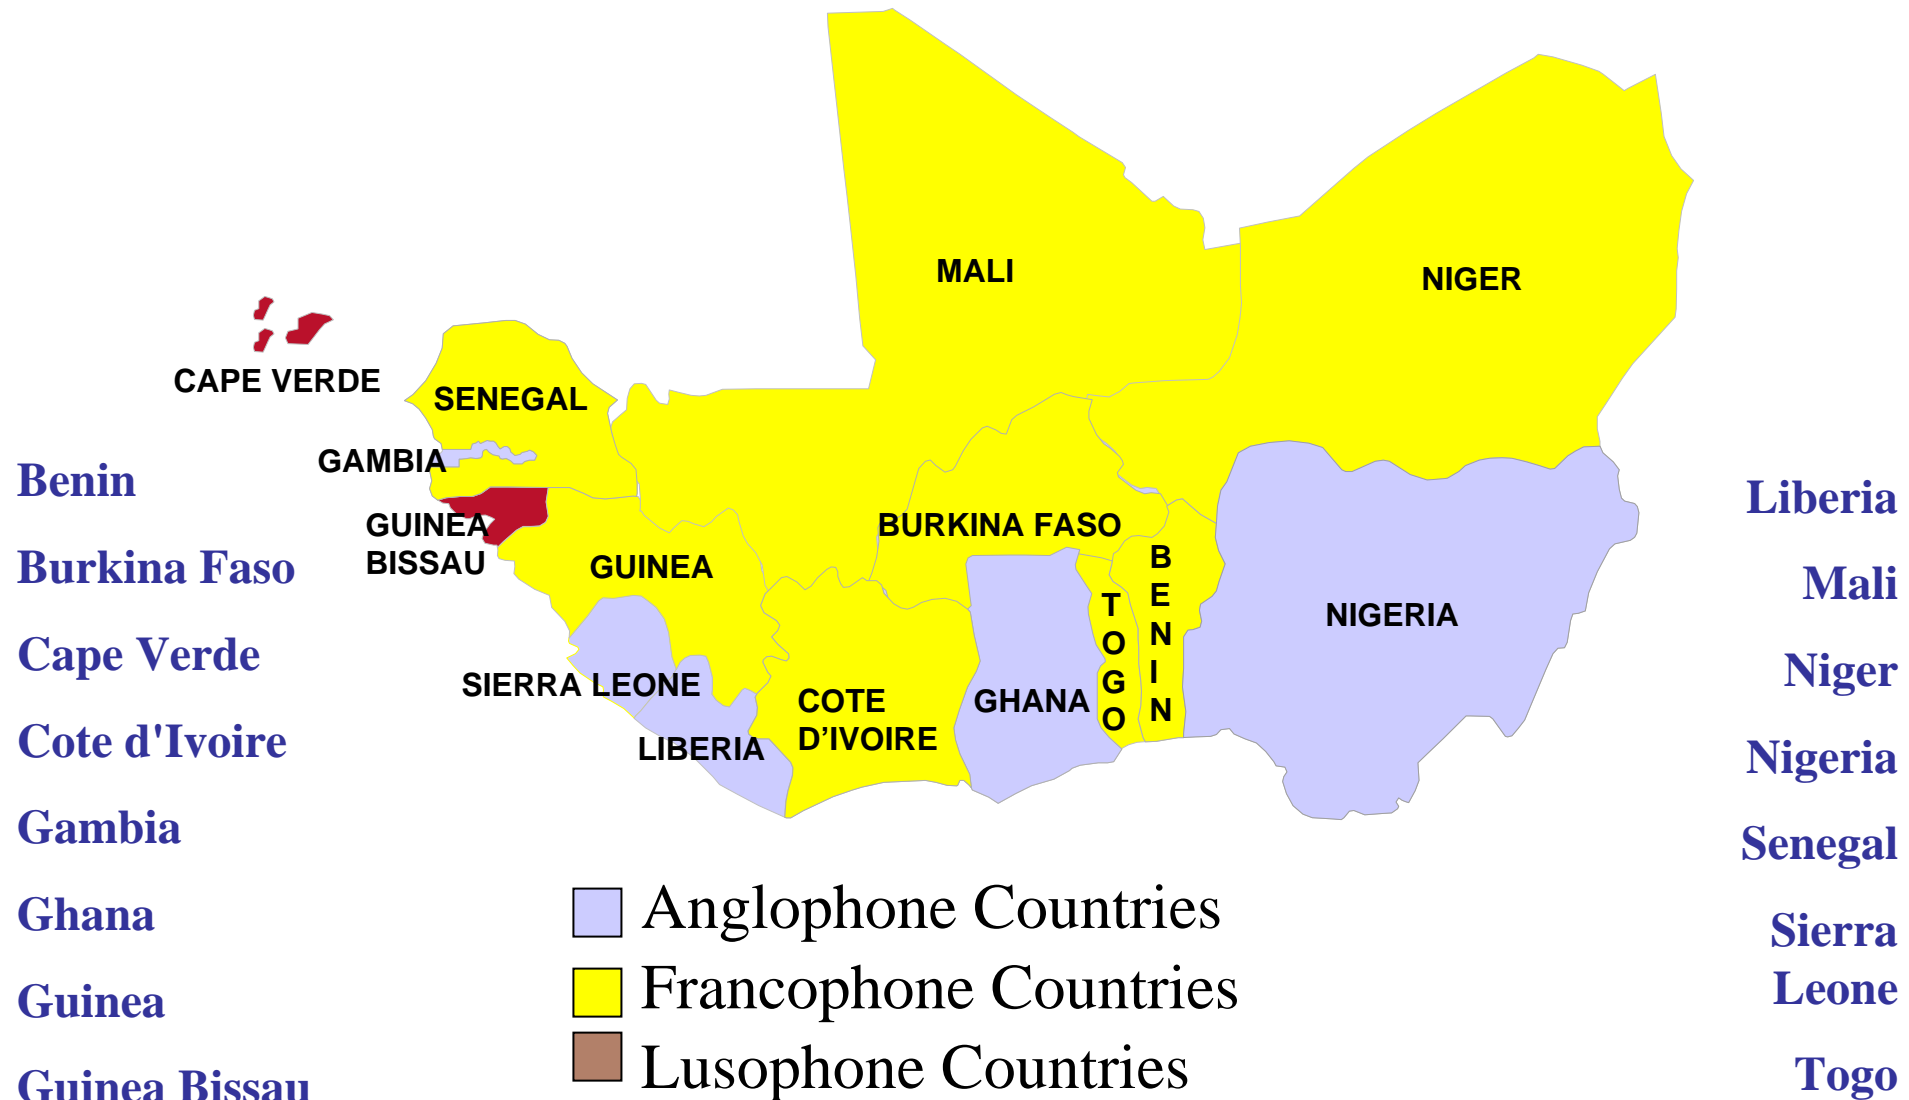 MALI
NIGER
CAPE VERDE
SENEGAL
GAMBIA
GUINEA
BISSAU
GUINEA
BURKINA FASO
BENIN
TOGO
NIGERIA
SIERRA LEONE
COTE
D’IVOIRE
GHANA
LIBERIA
Benin
Burkina Faso
Cape Verde
Cote d'Ivoire
Gambia
Ghana
Guinea
Guinea Bissau
Liberia
Mali
Niger
Nigeria
Senegal
Sierra
Leone
Togo
Anglophone Countries
Francophone Countries
Lusophone Countries